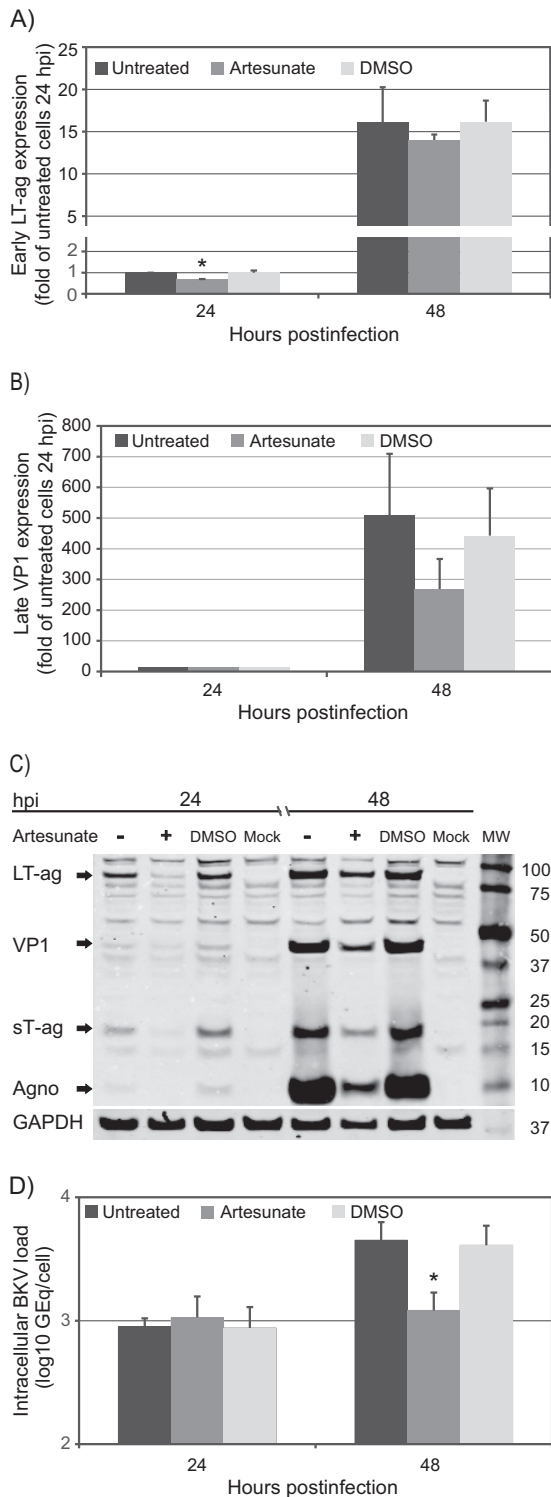 A)
Early LT-ag expression
(fold of untreated cells 24 hpi)
25
20
15
10
5
2
1
0
Untreated Artesunate DMSO
*
24 48
Hours postinfection
B)
Late VP1 expression
(fold of untreated cells 24 hpi)
800
700
600
500
400
300
200
100
0
Untreated Artesunate DMSO
24 48
Hours postinfection
C)
hpi 24 48
Artesunate - + DMSO Mock - + DMSO Mock MW
LT-ag
VP1
sT-ag
Agno
GAPDH
100
75
50
37
25
20
15
10
37
D)
Intracellular BKV load
(log10 GEq/cell)
4
3
2
Untreated Artesunate DMSO
*
24 48
Hours postinfection